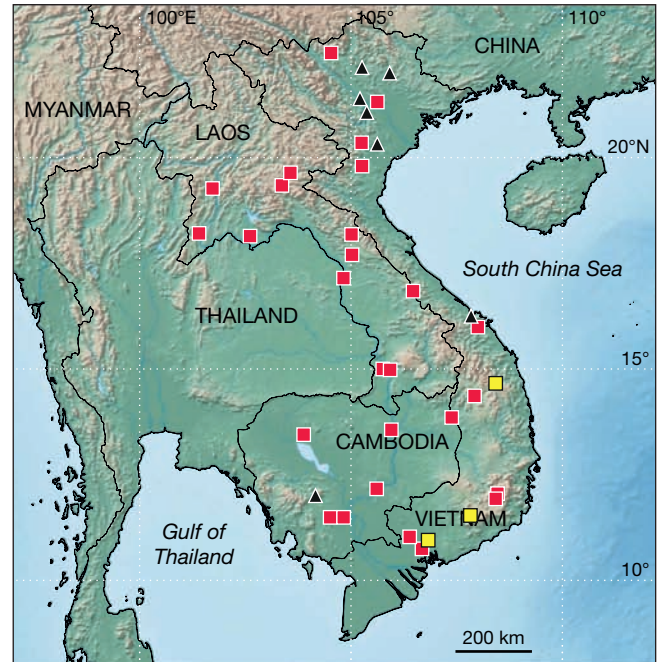 100°E 105° 110°
CHINA
MYANMAR
LAOS
20°N
South China Sea
THAILAND
15°
CAMBODIA
VIETNAM
Gulf of
Thailand
10°
200 km